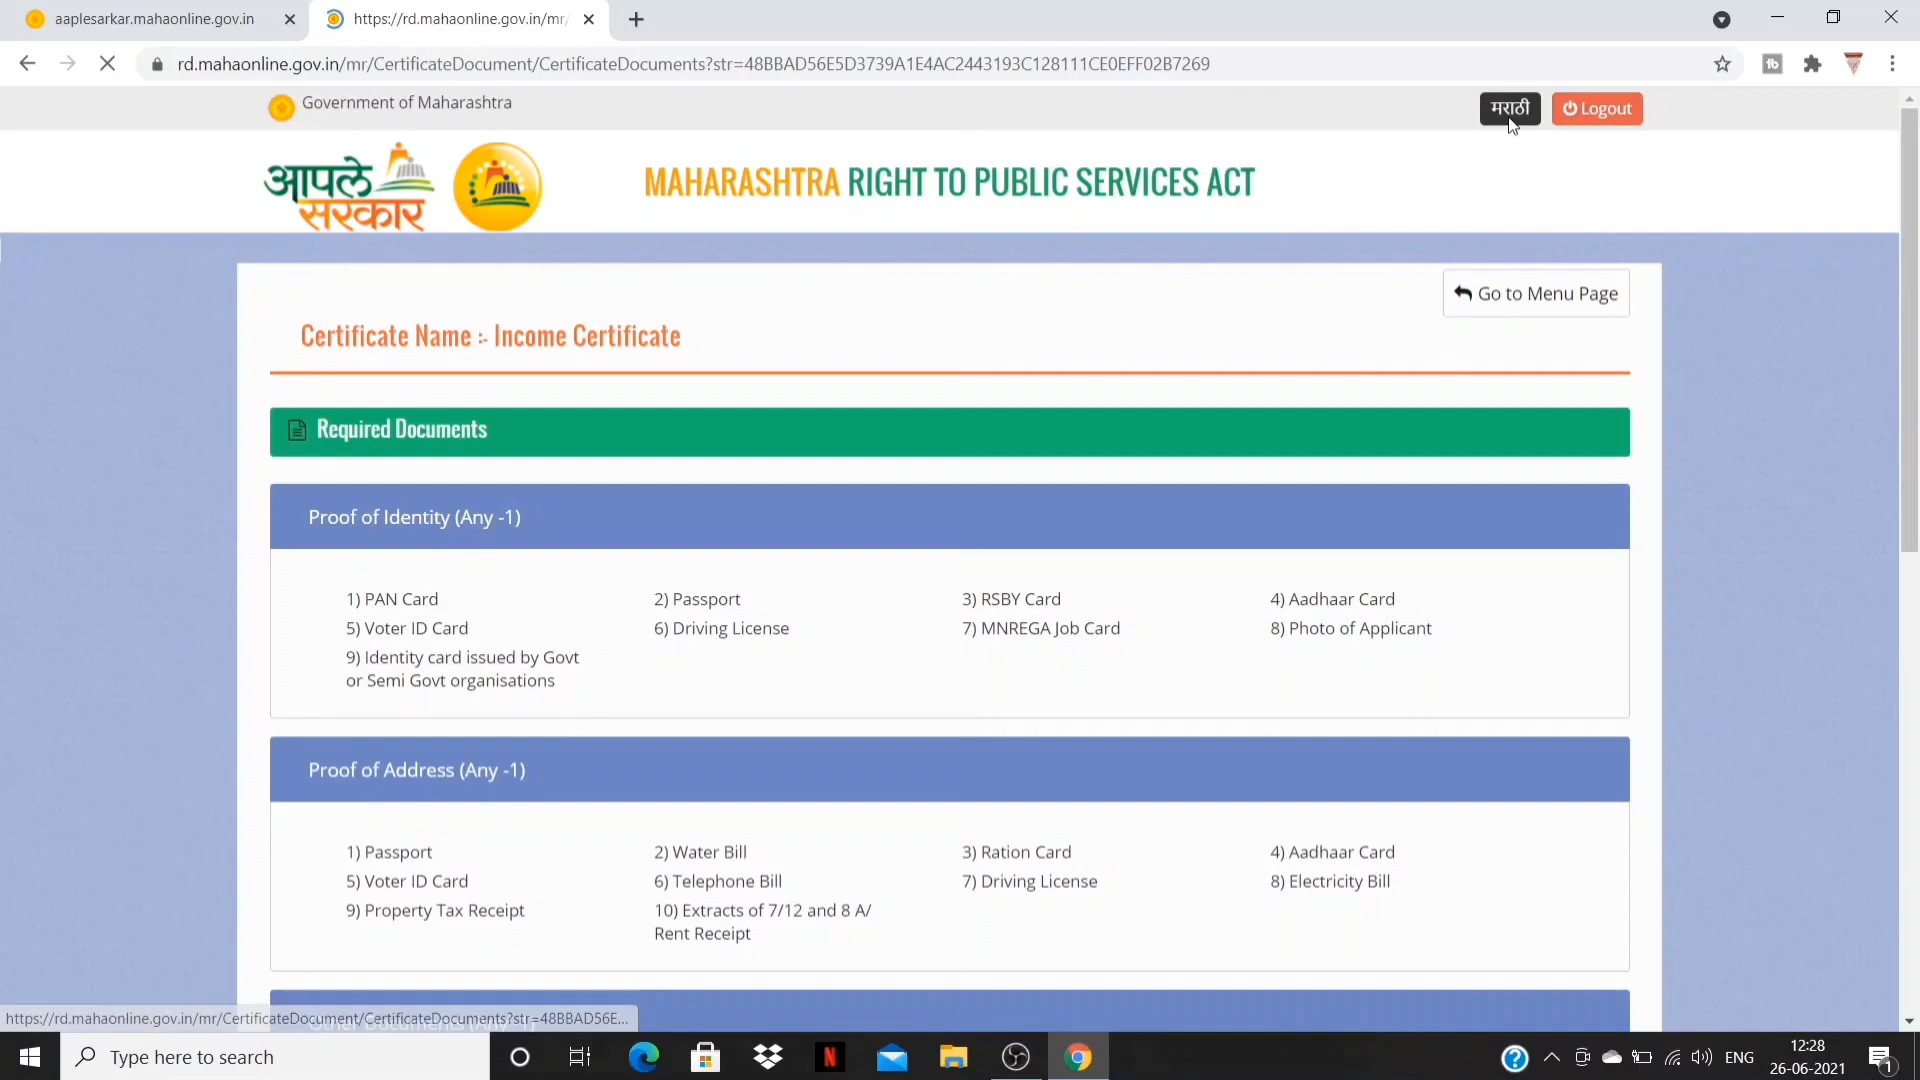 aaplesarkar.mahaonline.gov.in
https://rd.mahaonline.gov.in/mr/
rd.mahaonline.gov.in/mr/CertificateDocument/CertificateDocuments?str=48BBAD56E5D3739A1E4AC2443193C128111CE0EFF02B7269
Government of Maharashtra
मराठी
Logout
आपले
सरकार
MAHARASHTRA RIGHT TO PUBLIC SERVICES ACT
Go to Menu Page
Certificate Name :- Income Certificate
Required Documents
Proof of Identity (Any -1)
1) PAN Card 2) Passport 3) RSBY Card 4) Aadhaar Card
5) Voter ID Card 6) Driving License 7) MNREGA Job Card 8) Photo of Applicant
9) Identity card issued by Govt
or Semi Govt organisations
Proof of Address (Any -1)
1) Passport 2) Water Bill 3) Ration Card 4) Aadhaar Card
5) Voter ID Card 6) Telephone Bill 7) Driving License 8) Electricity Bill
9) Property Tax Receipt 10) Extracts of 7/12 and 8 A/
Rent Receipt
Other Documents (Any -1)
https://rd.mahaonline.gov.in/mr/CertificateDocument/CertificateDocuments?str=48BBAD56E...
Type here to search
ENG
12:28
26-06-2021
1